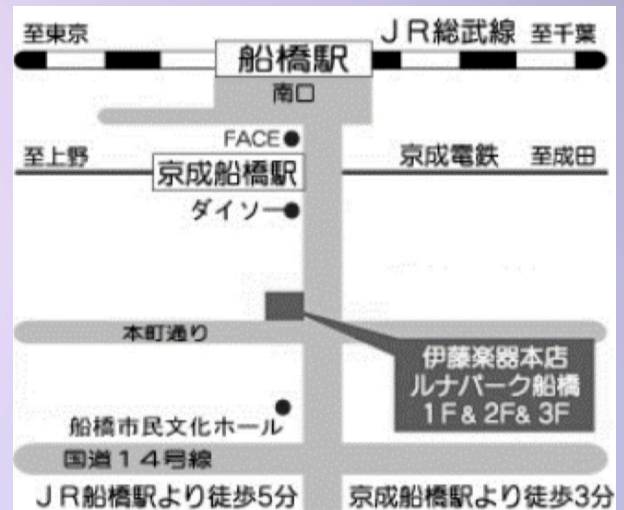 至東京
JR総武線
至千葉
船橋駅
南口
FACE
至上野
京成船橋駅
京成電鉄
至成田
ダイソー
本町通り
伊藤楽器本店
ルナパーク船橋
1F & 2F& 3F
船橋市民文化ホール
国道14号線
JR船橋駅より徒歩5分
京成船橋駅より徒歩3分